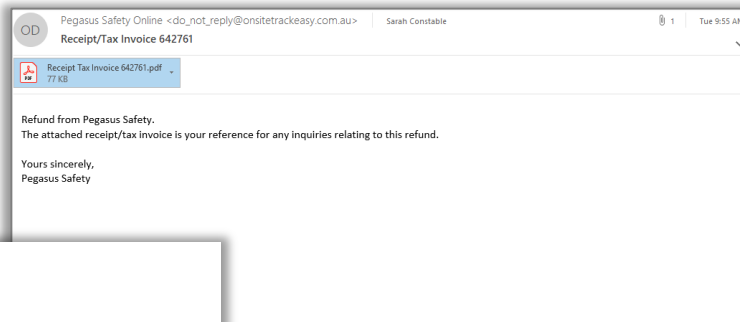 OD
Pegasus Safety Online <do_not_reply@onsitetrackeasy.com.au> Sarah Constable 1 Tue 9:55 AM
Receipt/Tax Invoice 642761
PDF Receipt Tax Invoice 642761.pdf
77 KB
Refund from Pegasus Safety.
The attached receipt/tax invoice is your reference for any inquiries relating to this refund.
Yours sincerely,
Pegasus Safety